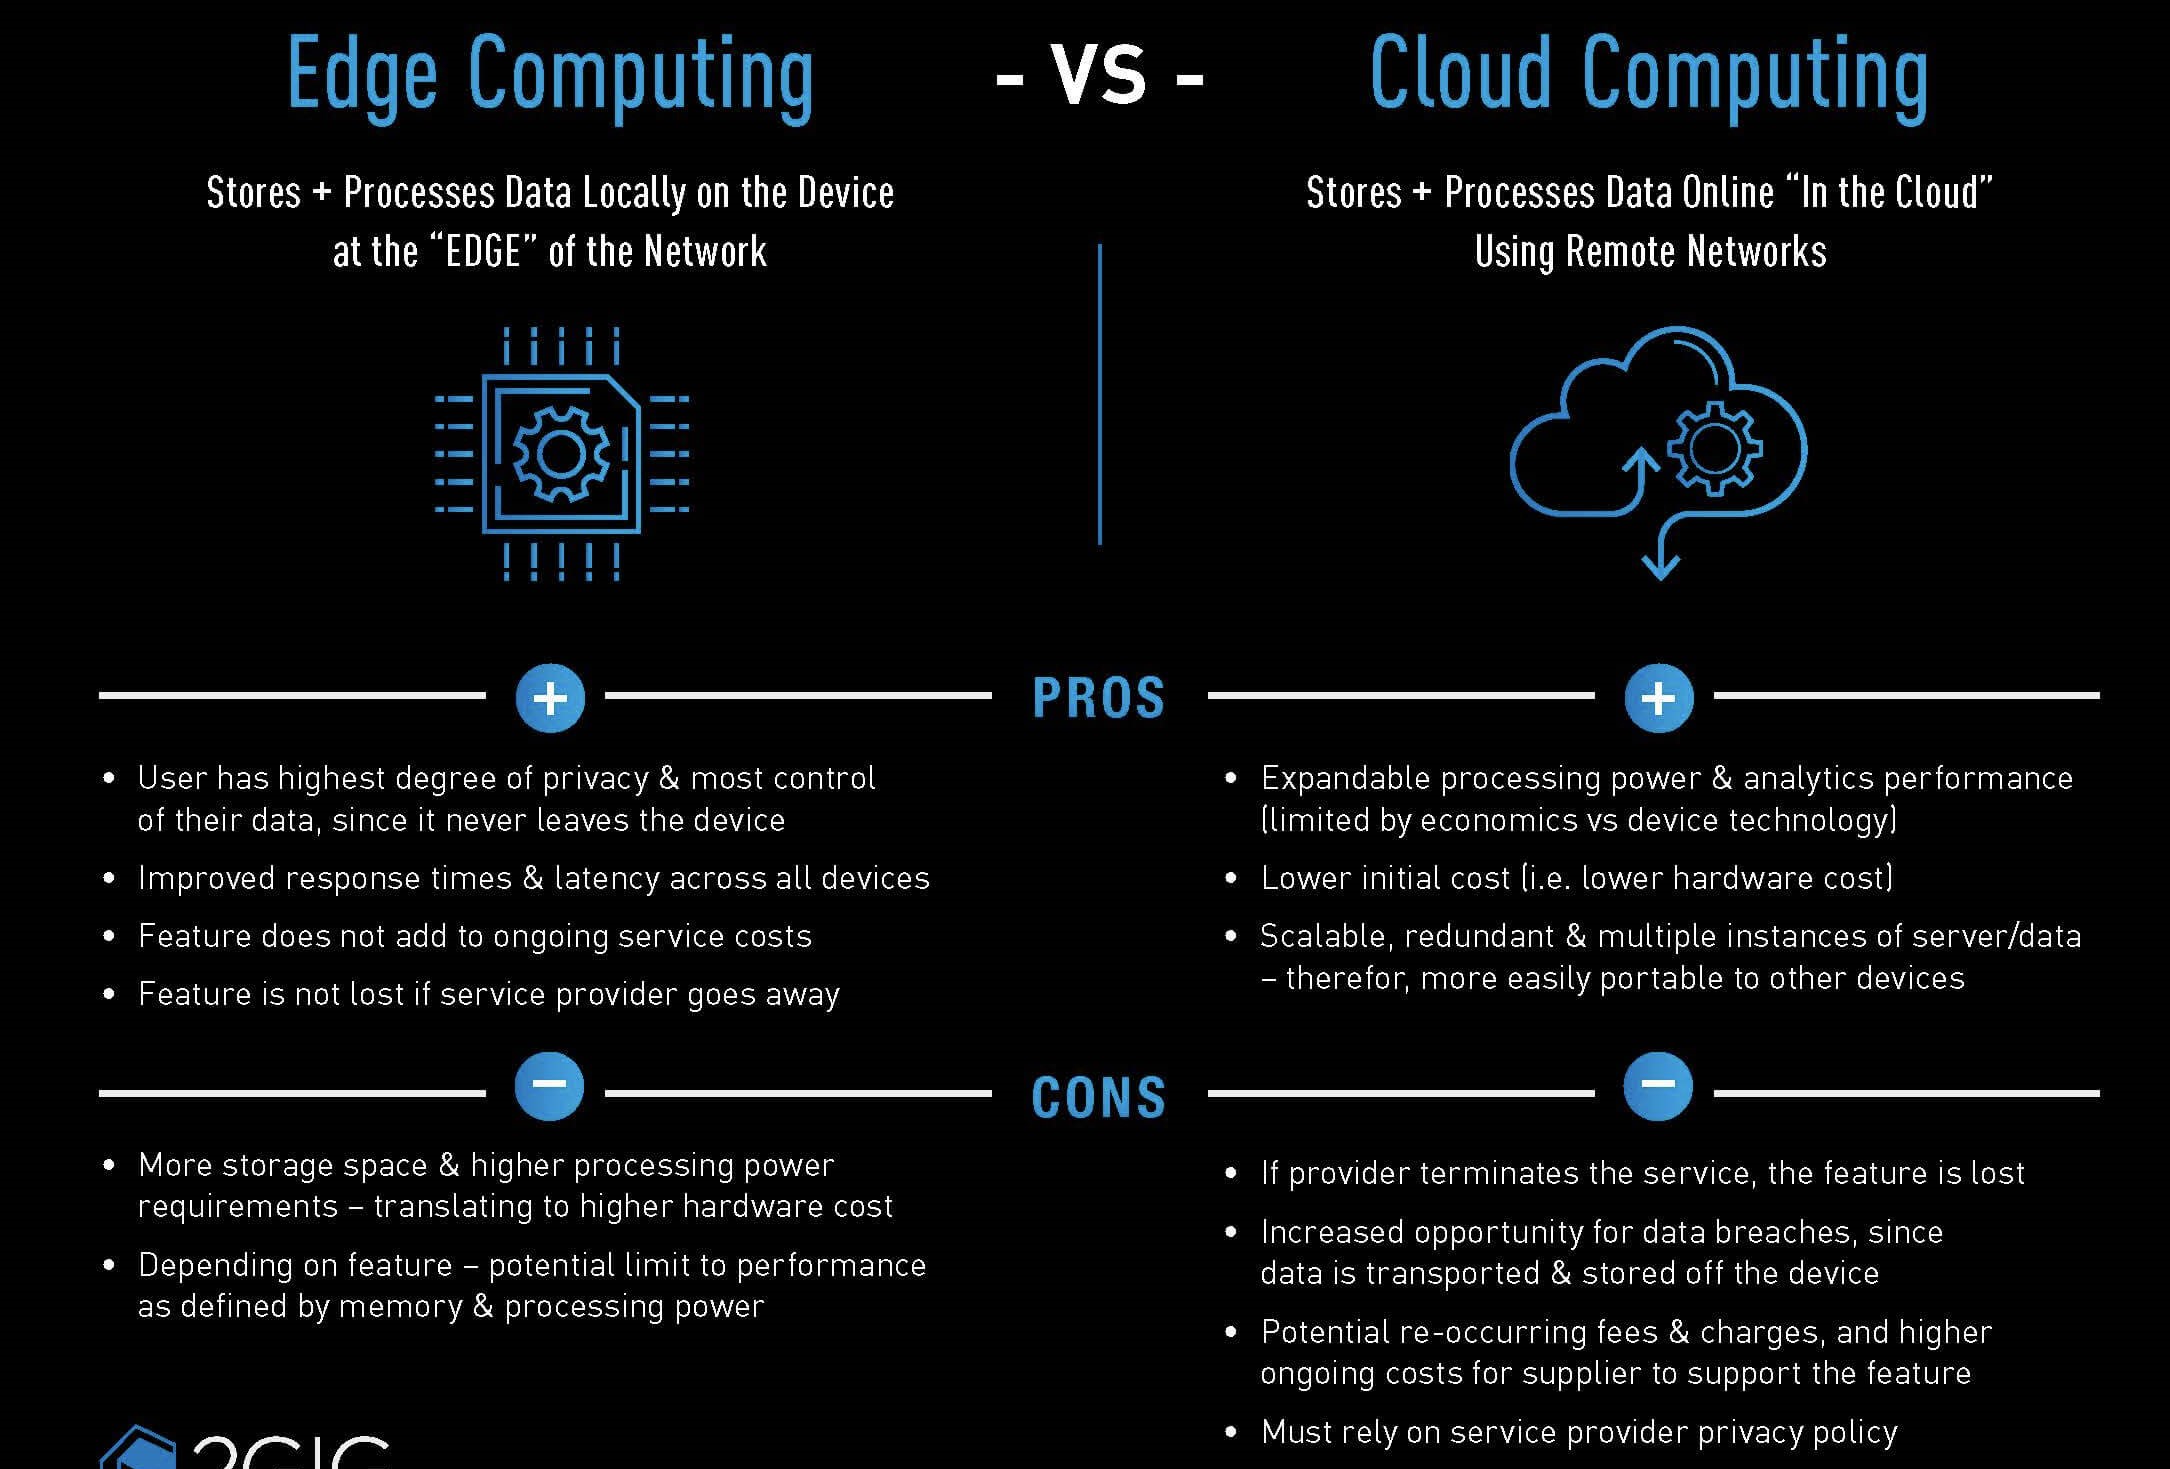 Edge Computing
- VS -
Cloud Computing
Stores + Processes Data Locally on the Device
at the “EDGE” of the Network
Stores + Processes Data Online “In the Cloud”
Using Remote Networks
PROS
• User has highest degree of privacy & most control
of their data, since it never leaves the device
• Improved response times & latency across all devices
• Feature does not add to ongoing service costs
• Feature is not lost if service provider goes away
• Expandable processing power & analytics performance
(limited by economics vs device technology)
• Lower initial cost (i.e. lower hardware cost)
• Scalable, redundant & multiple instances of server/data
– therefor, more easily portable to other devices
CONS
• More storage space & higher processing power
requirements – translating to higher hardware cost
• Depending on feature – potential limit to performance
as defined by memory & processing power
• If provider terminates the service, the feature is lost
• Increased opportunity for data breaches, since
data is transported & stored off the device
• Potential re-occurring fees & charges, and higher
ongoing costs for supplier to support the feature
• Must rely on service provider privacy policy
2GIG